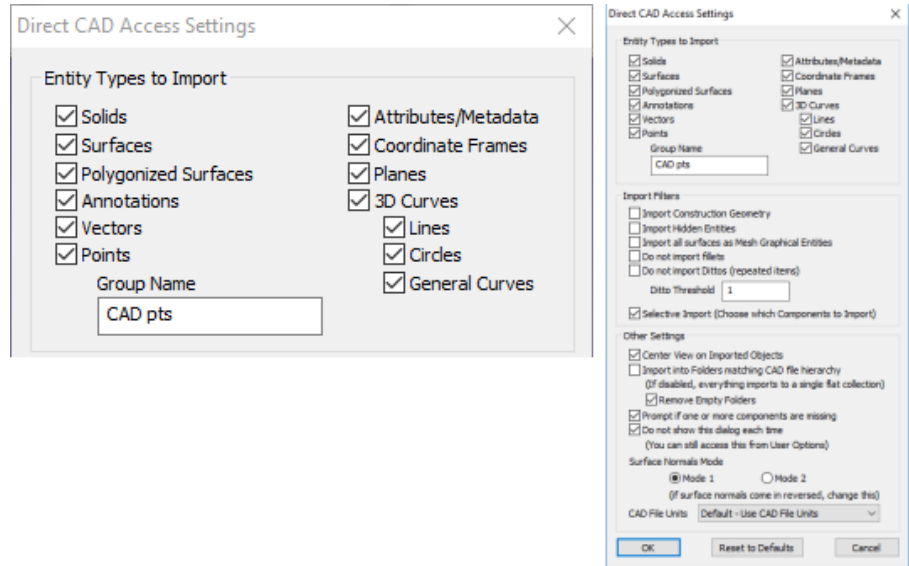 Direct CAD Access Settings
Entity Types to Import
Solids
Surfaces
Polygonized Surfaces
Annotations
Vectors
Points
Group Name
CAD pts
Attributes/Metadata
Coordinate Frames
Planes
3D Curves
Lines
Circles
General Curves
Direct CAD Access Settings
Entity Types to Import
Solids
Surfaces
Polygonized Surfaces
Annotations
Vectors
Points
Group Name
CAD pts
Attributes/Metadata
Coordinate Frames
Planes
3D Curves
Lines
Circles
General Curves
Import Filters
Import Construction Geometry
Import Hidden Entities
Import all surfaces as Mesh Graphical Entities
Do not import fillets
Do not import Dittos (repeated items)
Ditto Threshold 1
Selective Import (Choose which Components to Import)
Other Settings
Center View on Imported Objects
Import into Folders matching CAD file hierarchy
(If disabled, everything imports to a single flat collection)
Remove Empty Folders
Prompt if one or more components are missing
Do not show this dialog each time
(You can still access this from User Options)
Surface Normals Mode
Mode 1 Mode 2
(if surface normals come in reversed, change this)
CAD File Units Default - Use CAD File Units
OK Reset to Defaults Cancel